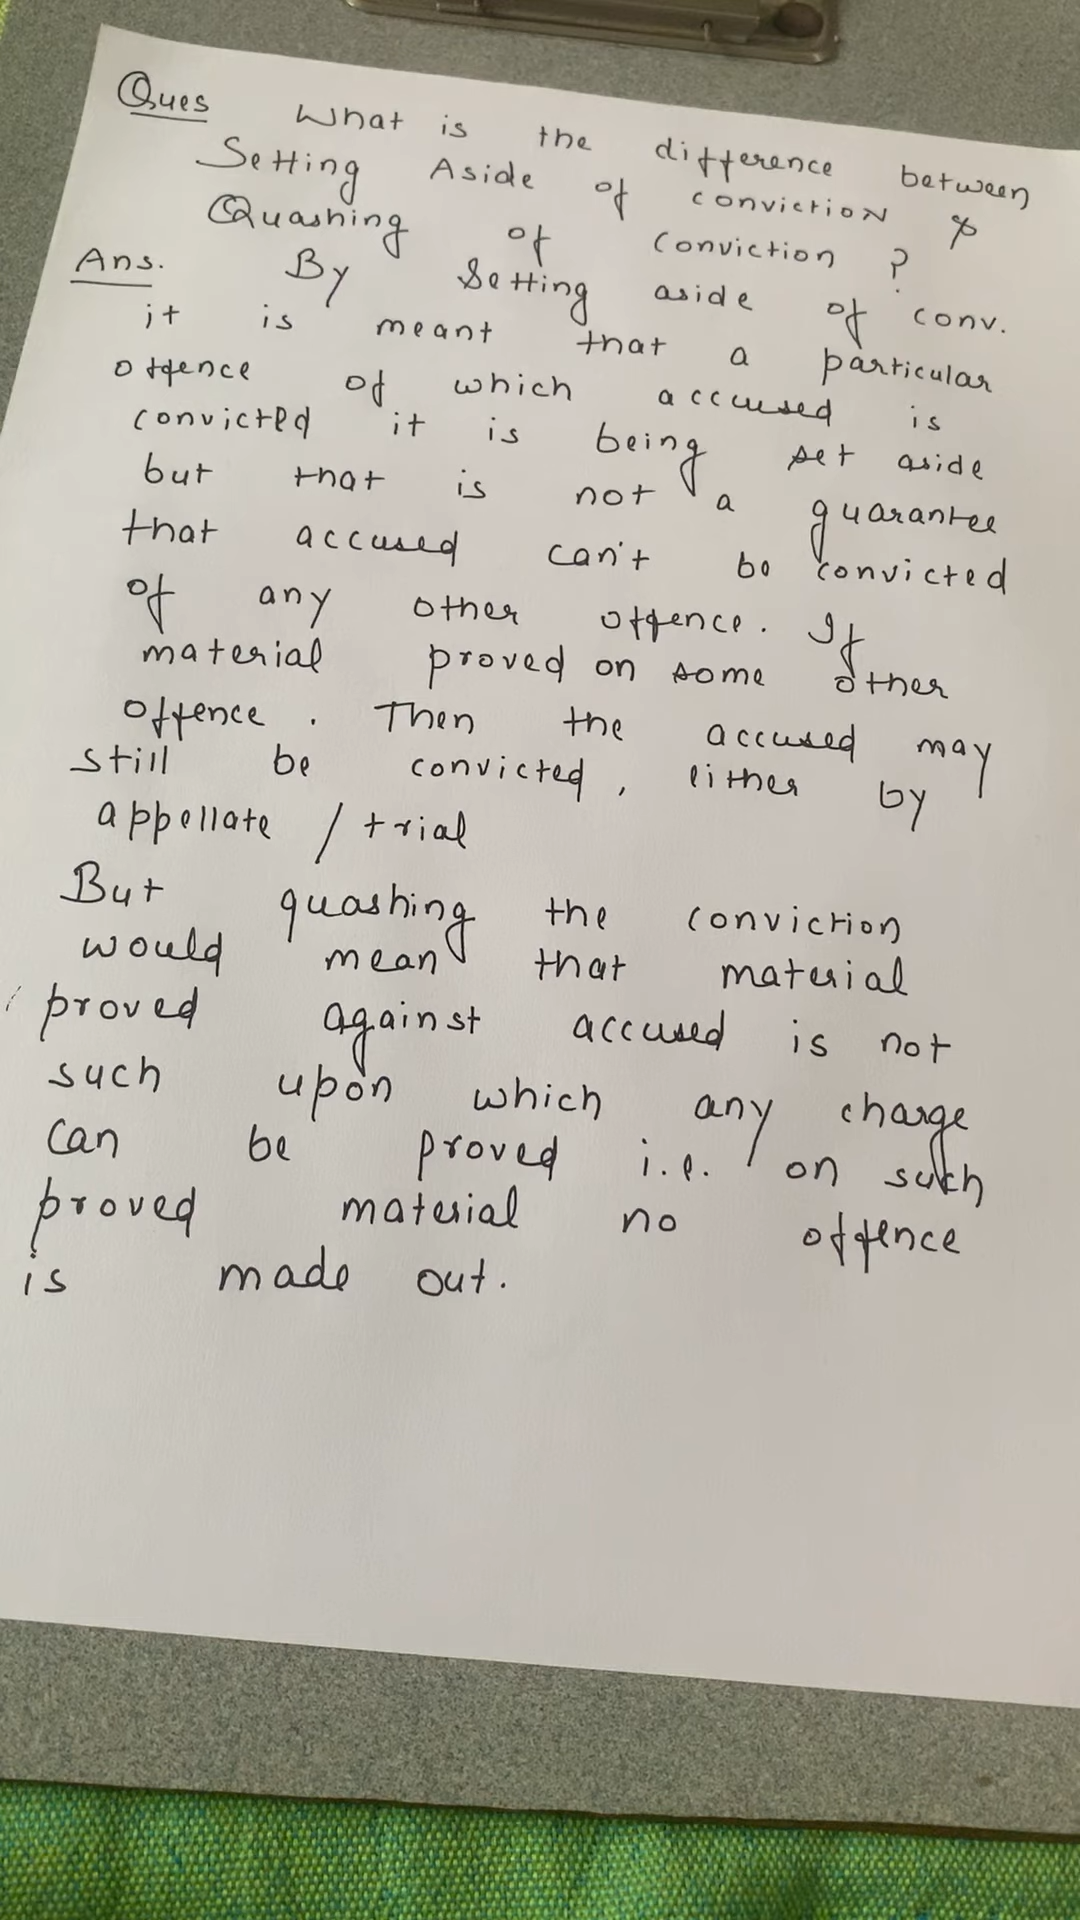 Ques What is the difference between
Setting Aside of conviction &
Quashing of conviction ?
Ans. By Setting aside of conv.
it is meant that a particular
offence of which accused is
convicted it is being set aside
but that is not a guarantee
that accused can't be convicted
of any other offence. If
material proved on some other
offence. Then the accused may
still be convicted, either by
appellate / trial
But quashing the conviction
would mean that material
proved against accused is not
such upon which any charge
can be proved i.e. on such
proved material no offence
is made out.